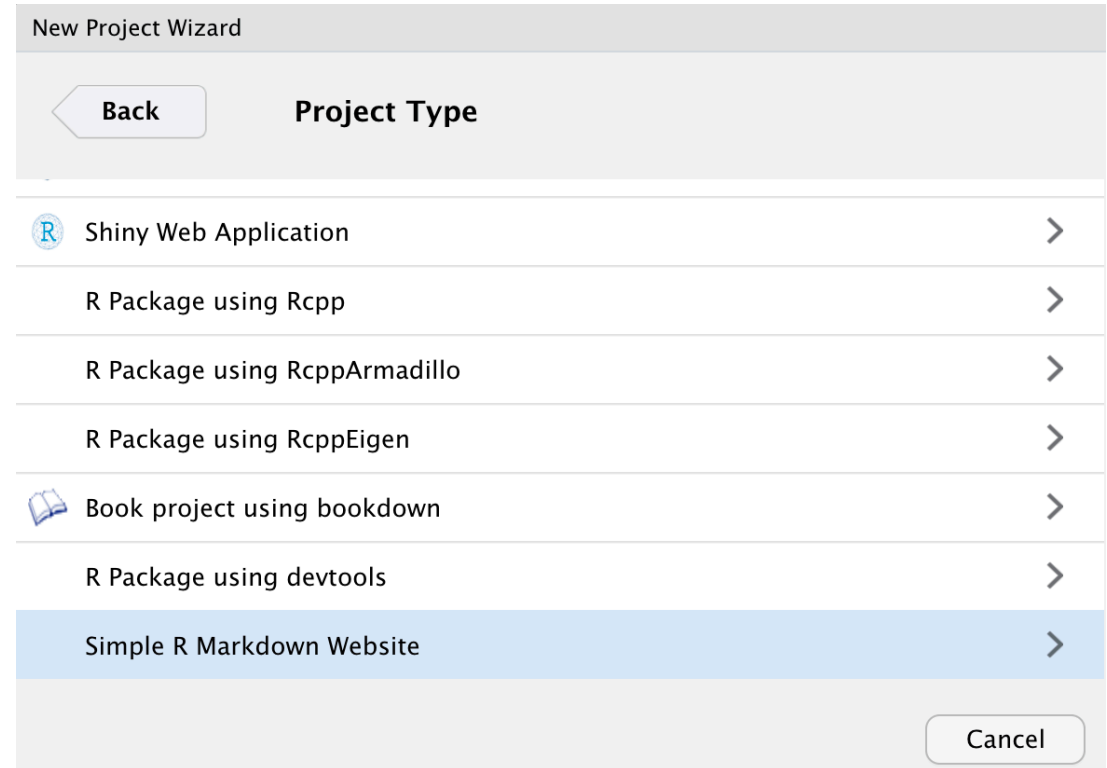 New Project Wizard
Back
Project Type
R
Shiny Web Application
R Package using Rcpp
R Package using RcppArmadillo
R Package using RcppEigen
Book project using bookdown
R Package using devtools
Simple R Markdown Website
Cancel